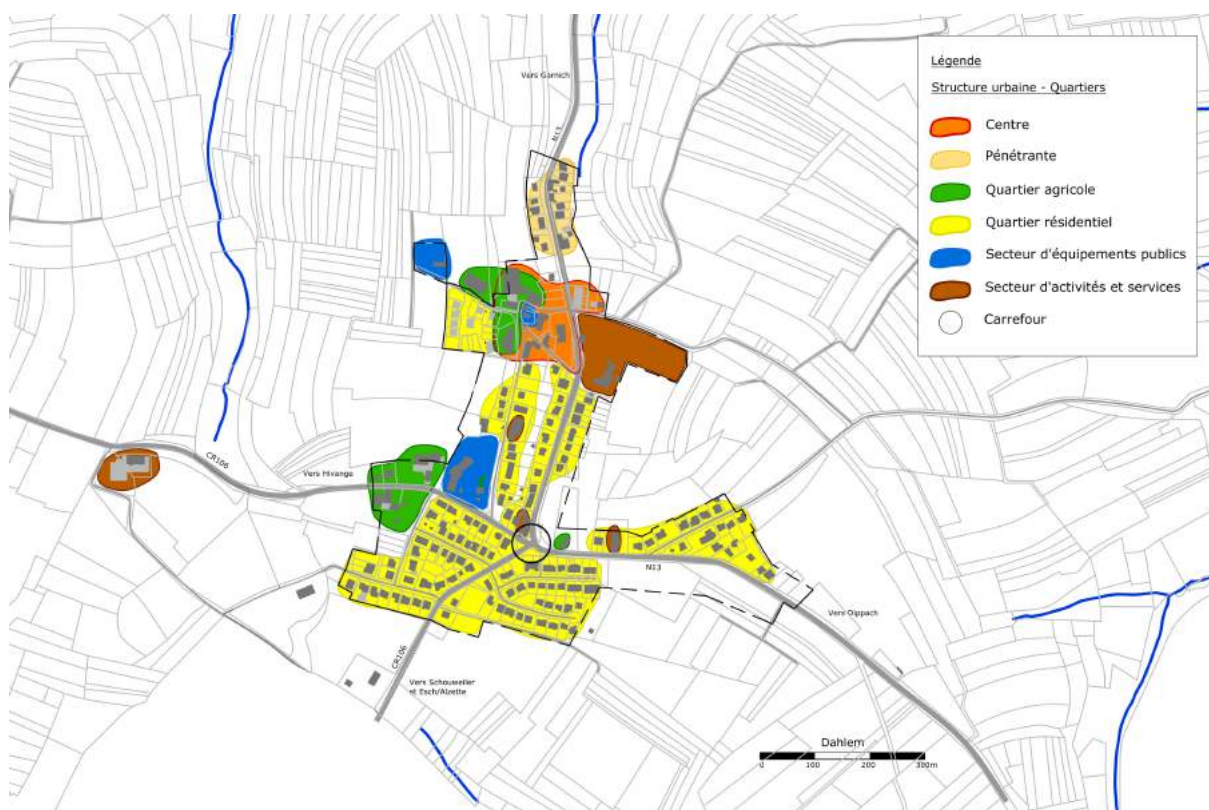 Vers Garnich
N13
Légende
Structure urbaine - Quartiers
Centre
Pénétrante
Quartier agricole
Quartier résidentiel
Secteur d'équipements publics
Secteur d'activités et services
Carrefour
CR106
Vers Hivange
N13
Vers Dippach
CR106
Vers Schouweiler
et Esch/Alzette
Dahlem
0 100 200 300m